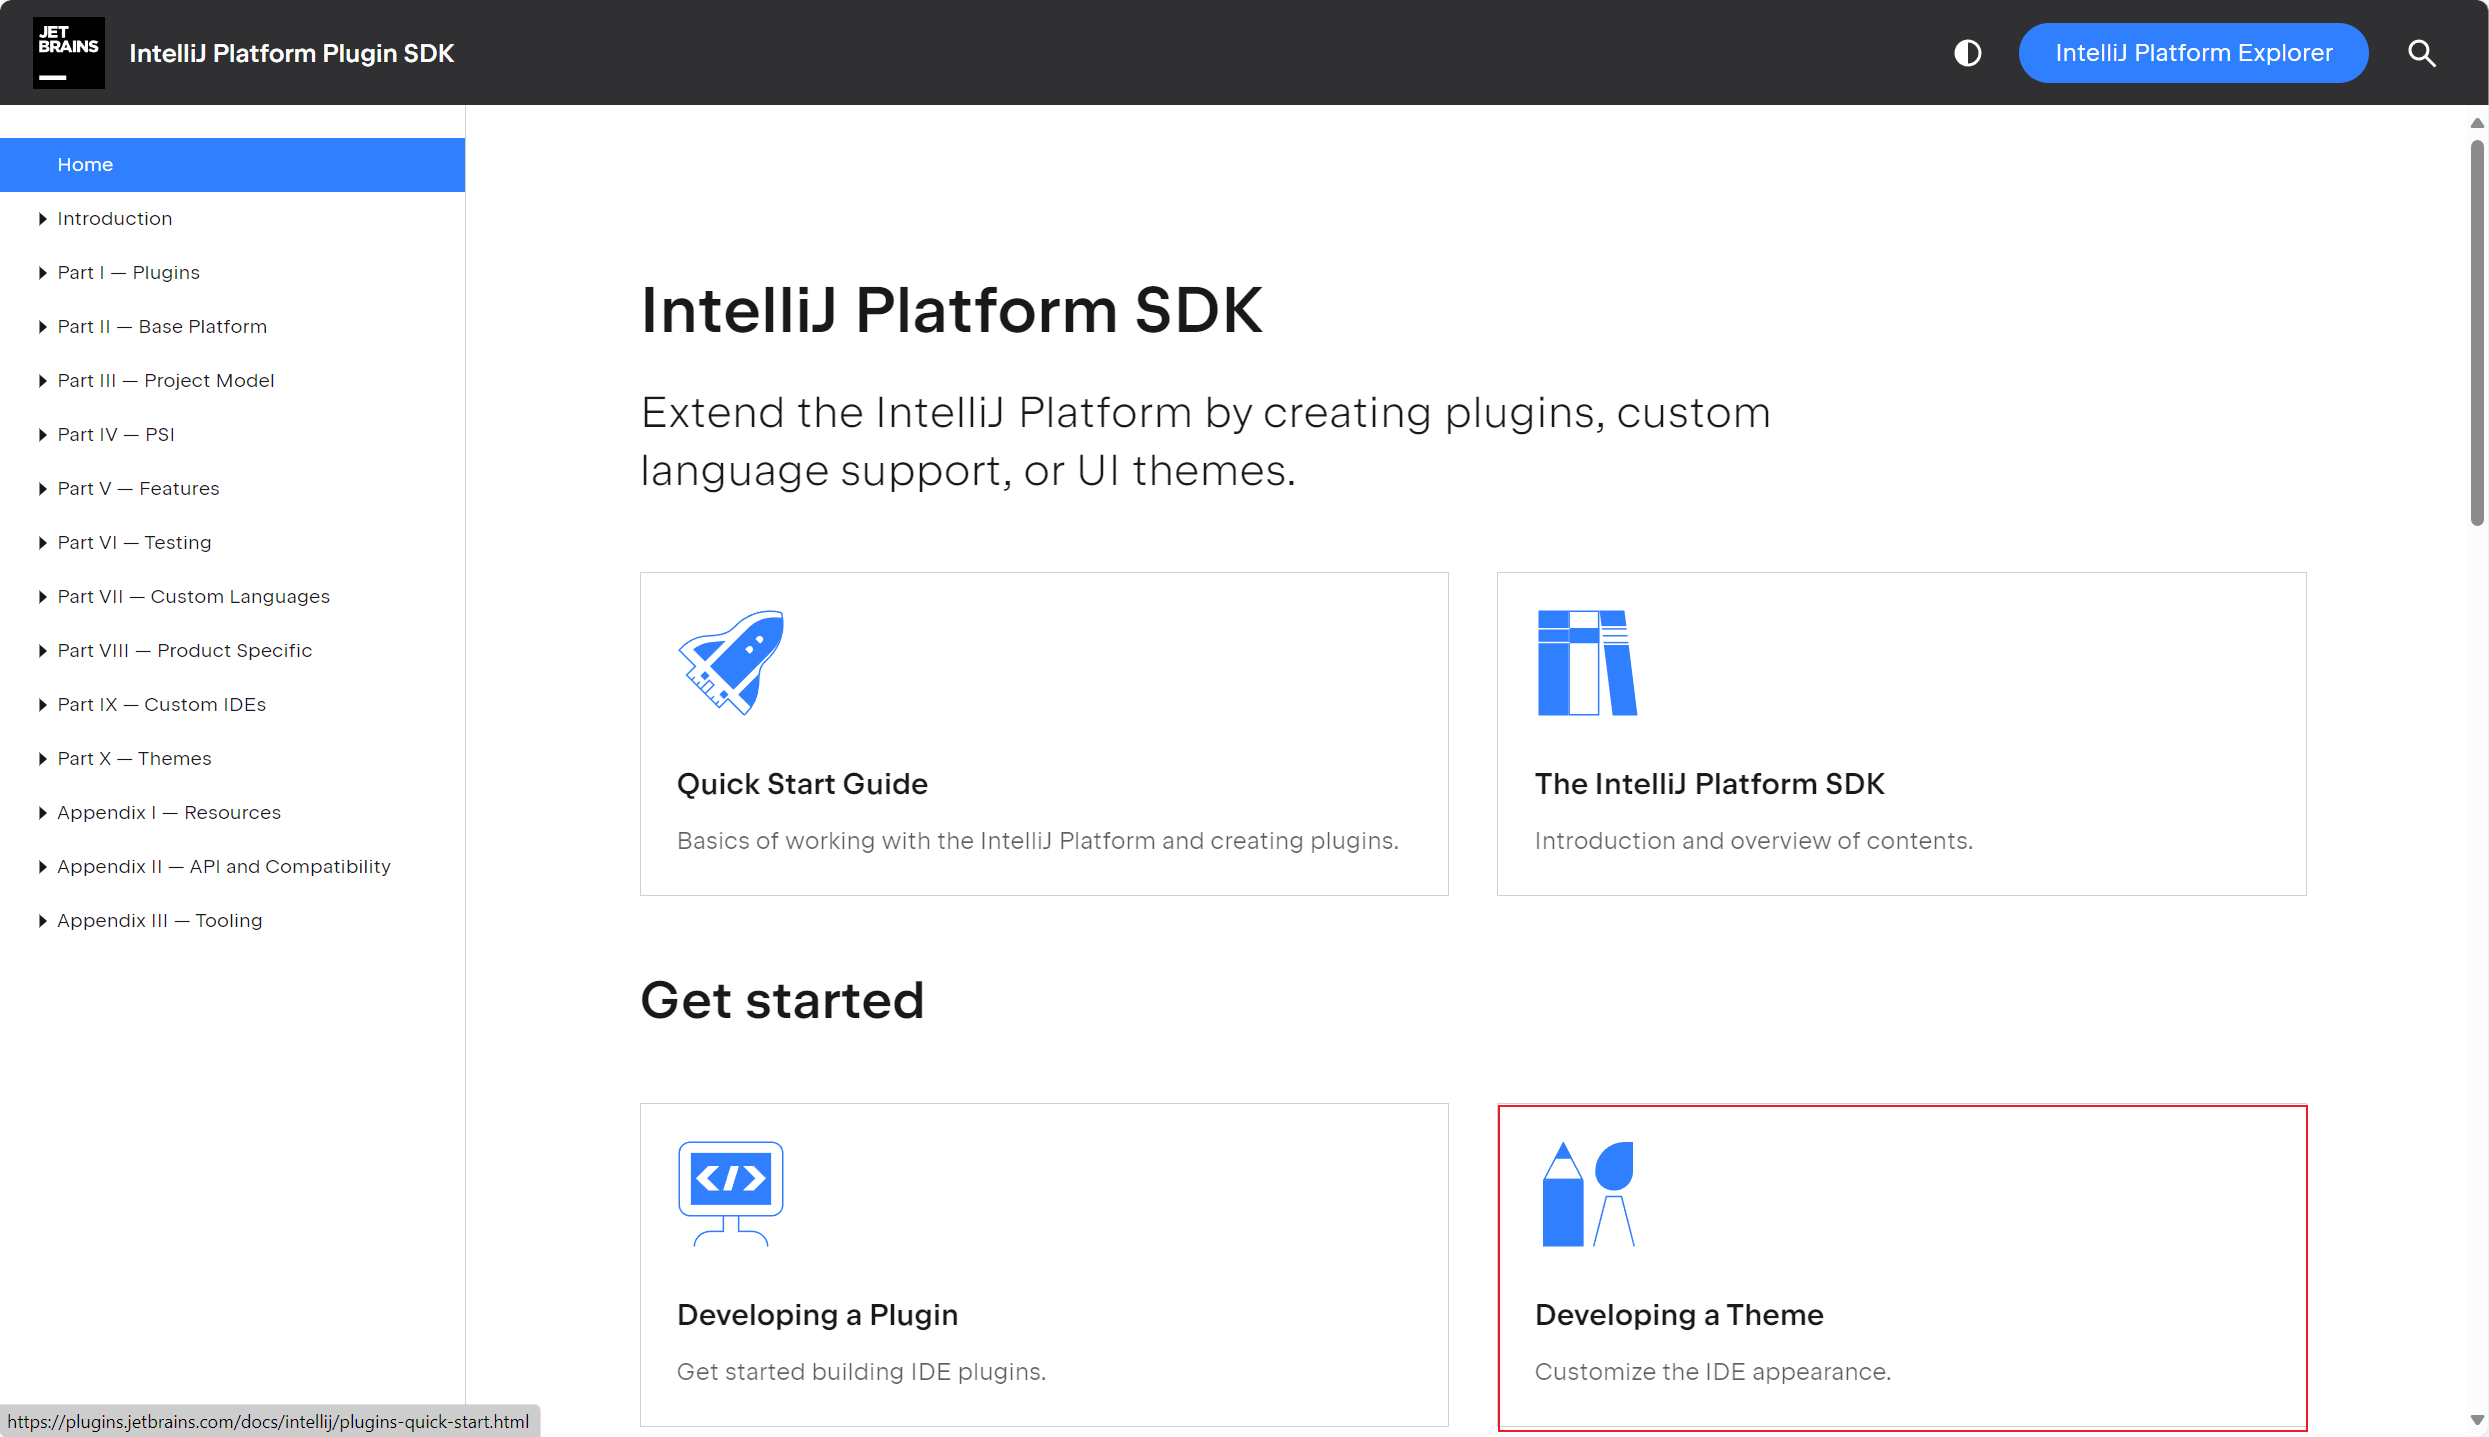 JET
BRAINS
IntelliJ Platform Plugin SDK
IntelliJ Platform Explorer
Home
Introduction
Part I — Plugins
Part II — Base Platform
Part III — Project Model
Part IV — PSI
Part V — Features
Part VI — Testing
Part VII — Custom Languages
Part VIII — Product Specific
Part IX — Custom IDEs
Part X — Themes
Appendix I — Resources
Appendix II — API and Compatibility
Appendix III — Tooling
IntelliJ Platform SDK
Extend the IntelliJ Platform by creating plugins, custom
language support, or UI themes.
Quick Start Guide
Basics of working with the IntelliJ Platform and creating plugins.
The IntelliJ Platform SDK
Introduction and overview of contents.
Get started
</>
Developing a Plugin
Get started building IDE plugins.
Developing a Theme
Customize the IDE appearance.
https://plugins.jetbrains.com/docs/intellij/plugins-quick-start.html